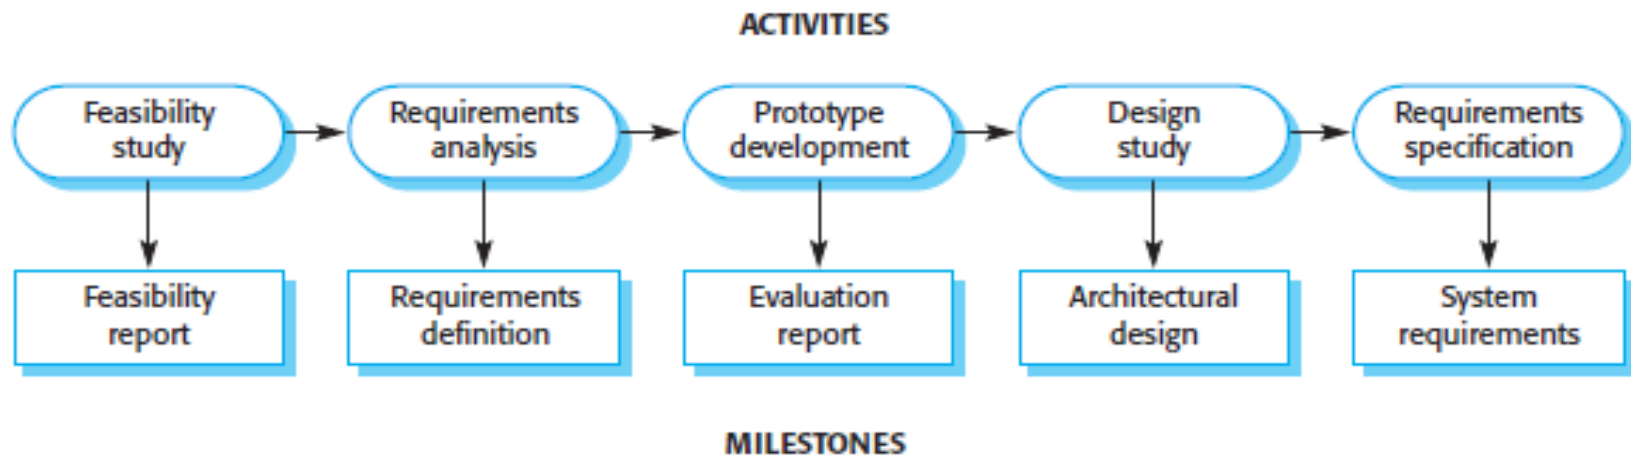 ACTIVITIES
Feasibility
study
Requirements
analysis
Prototype
development
Design
study
Requirements
specification
Feasibility
report
Requirements
definition
Evaluation
report
Architectural
design
System
requirements
MILESTONES